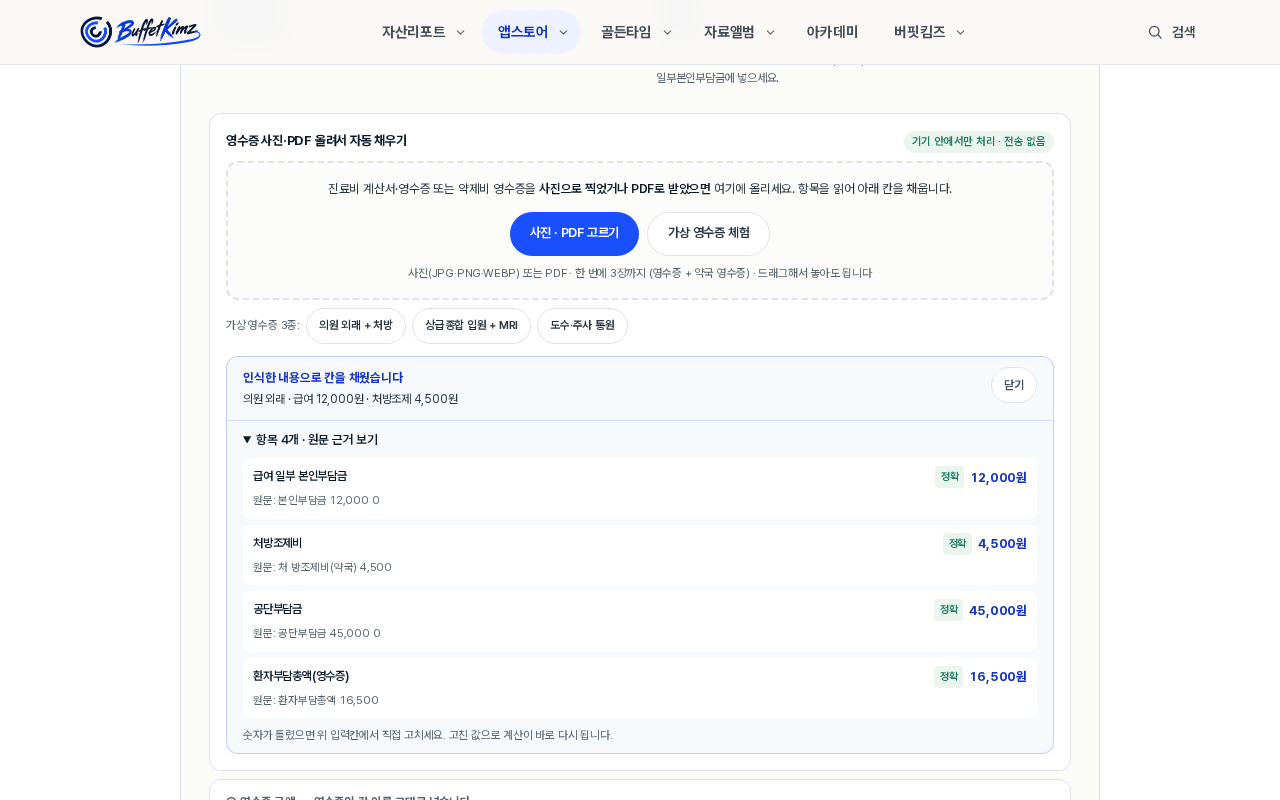 BuffetKimz
자산리포트
앱스토어
골든타임
자료앨범
아카데미
버핏킴즈
검색
일부본인부담금에 넣으세요.
영수증 사진·PDF 올려서 자동 채우기
기기 안에서만 처리 · 전송 없음
진료비 계산서·영수증 또는 약제비 영수증을 사진으로 찍었거나 PDF로 받았으면 여기에 올리세요. 항목을 읽어 아래 칸을 채웁니다.
사진 · PDF 고르기
가상 영수증 체험
사진(JPG·PNG·WEBP) 또는 PDF · 한 번에 3장까지 (영수증 + 약국 영수증) · 드래그해서 놓아도 됩니다
가상 영수증 3종:
의원 외래 + 처방
상급종합 입원 + MRI
도수·주사 통원
인식한 내용으로 칸을 채웠습니다
의원 외래 · 급여 12,000원 · 처방조제 4,500원
닫기
▼ 항목 4개 · 원문 근거 보기
급여 일부 본인부담금
정확 12,000원
원문: 본인부담금 12,000 0
처방조제비
정확 4,500원
원문: 처 방조제비(약국) 4,500
공단부담금
정확 45,000원
원문: 공단부담금 45,000 0
환자부담총액(영수증)
정확 16,500원
원문: 환자부담총액 16,500
숫자가 틀렸으면 위 입력칸에서 직접 고치세요. 고친 값으로 계산이 바로 다시 됩니다.